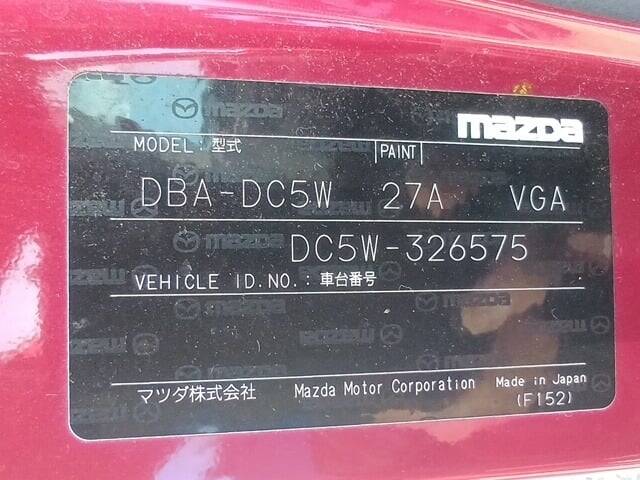 mazda
MODEL:型式 PAINT
DBA-DC5W 27A VGA
DC5W-326575
VEHICLE ID.NO.:車台番号
マツダ株式会社 Mazda Motor Corporation Made in Japan
(F152)